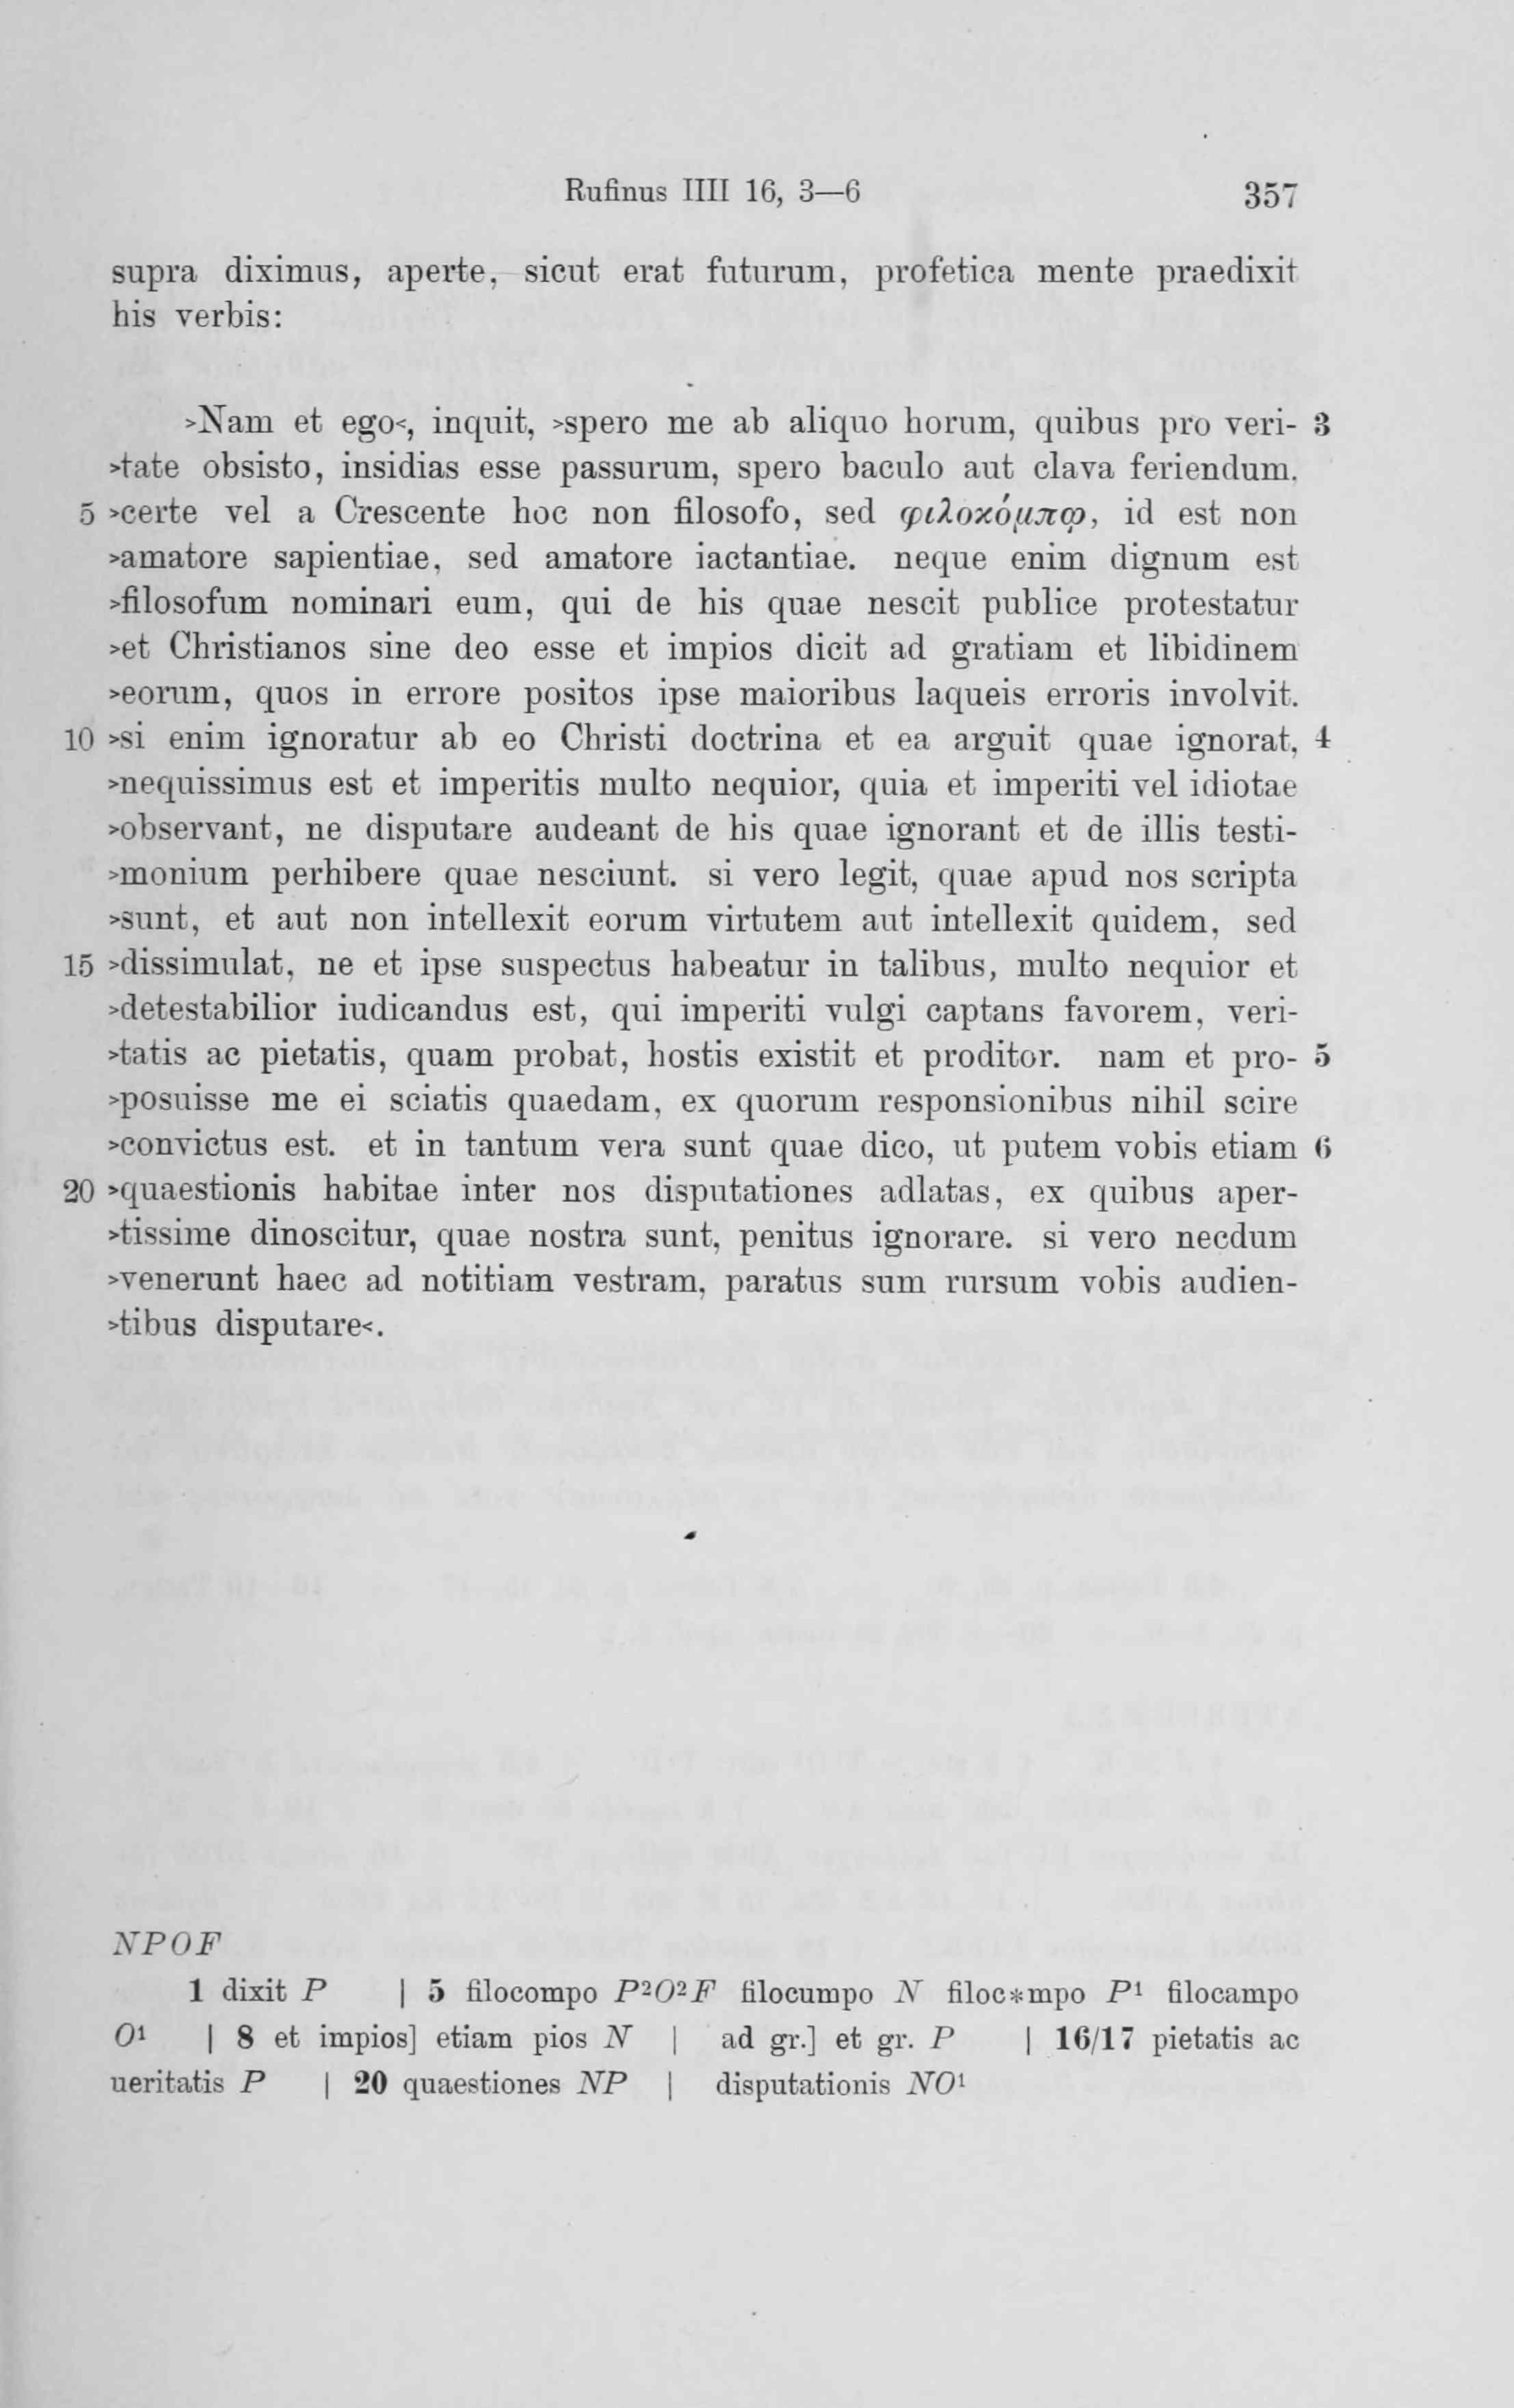 Rufinus IIII 16, 3—6 357
supra diximus, aperte, sicut erat futurum, profetica mente praedixit
his verbis:
>Nam et ego<, inquit, >spero me ab aliquo horum, quibus pro veri- 3
>tate obsisto, insidias esse passurum, spero baculo aut clava feriendum.
5 >certe vel a Crescente hoc non filosofo, sed φιλοκόμπῳ, id est non
>amatore sapientiae, sed amatore iactantiae. neque enim dignum est
>filosofum nominari eum, qui de his quae nescit publice protestatur
>et Christianos sine deo esse et impios dicit ad gratiam et libidinem
>eorum, quos in errore positos ipse maioribus laqueis erroris involvit.
10 >si enim ignoratur ab eo Christi doctrina et ea arguit quae ignorat, 4
>nequissimus est et imperitis multo nequior, quia et imperiti vel idiotae
>observant, ne disputare audeant de his quae ignorant et de illis testi-
>monium perhibere quae nesciunt. si vero legit, quae apud nos scripta
>sunt, et aut non intellexit eorum virtutem aut intellexit quidem, sed
15 >dissimulat, ne et ipse suspectus habeatur in talibus, multo nequior et
>detestabilior iudicandus est, qui imperiti vulgi captans favorem, veri-
>tatis ac pietatis, quam probat, hostis existit et proditor. nam et pro- 5
>posuisse me ei sciatis quaedam, ex quorum responsionibus nihil scire
>convictus est. et in tantum vera sunt quae dico, ut putem vobis etiam 6
20 >quaestionis habitae inter nos disputationes adlatas, ex quibus aper-
>tissime dinoscitur, quae nostra sunt, penitus ignorare. si vero necdum
>venerunt haec ad notitiam vestram, paratus sum rursum vobis audien-
>tibus disputare<.
NPOF
1 dixit P | 5 filocompo P²O²F filocumpo N filoc*mpo P¹ filocampo
O¹ | 8 et impios] etiam pios N | ad gr.] et gr. P | 16/17 pietatis ac
ueritatis P | 20 quaestiones NP | disputationis NO¹